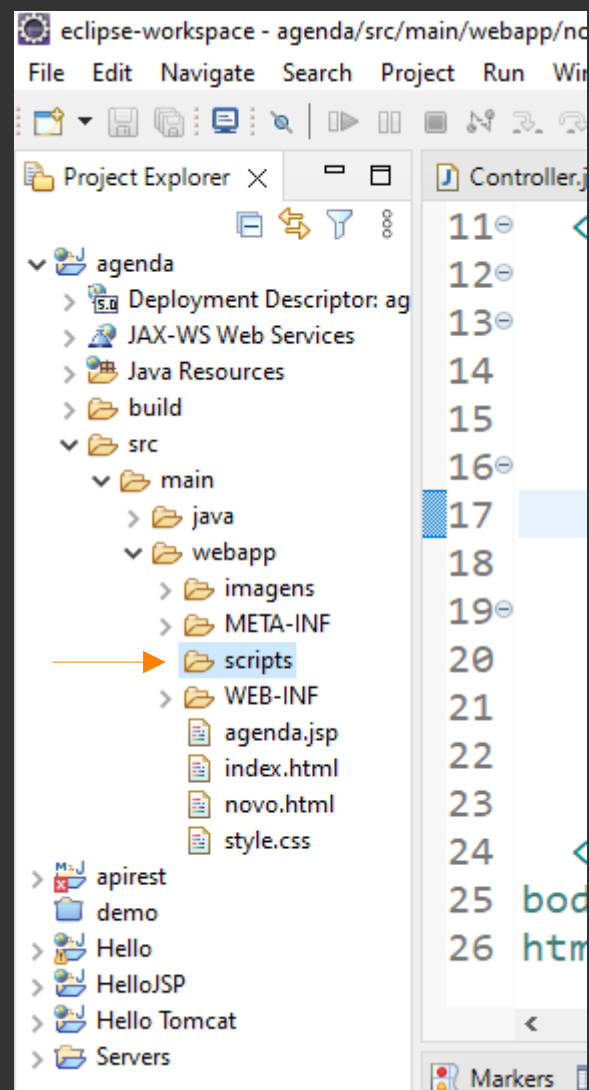 eclipse-workspace - agenda/src/main/webapp/no
File Edit Navigate Search Project Run Wi
Project Explorer
Controller.j
agenda
5.0 Deployment Descriptor: ag
JAX-WS Web Services
Java Resources
build
src
main
java
webapp
imagens
META-INF
scripts
WEB-INF
agenda.jsp
index.html
novo.html
style.css
apirest
demo
Hello
HelloJSP
Hello Tomcat
Servers
11 <
12
13
14
15
16
17
18
19
20
21
22
23
24 <
25 bod
26 htm
Markers